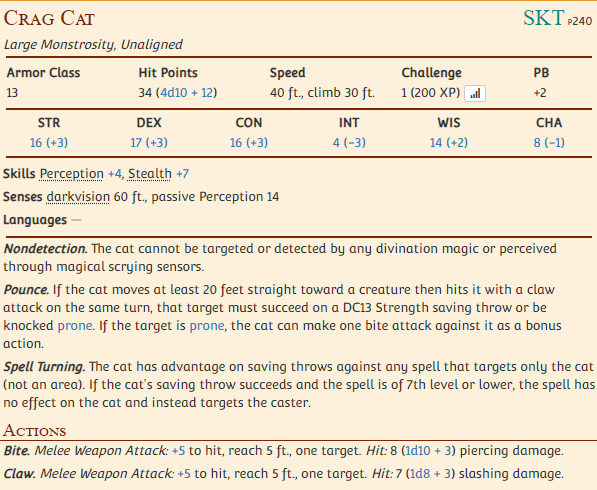 Crag Cat SKT p240
Large Monstrosity, Unaligned
Armor Class Hit Points Speed Challenge PB
13 34 (4d10 + 12) 40 ft., climb 30 ft. 1 (200 XP) +2
STR DEX CON INT WIS CHA
16 (+3) 17 (+3) 16 (+3) 4 (−3) 14 (+2) 8 (−1)
Skills Perception +4, Stealth +7
Senses darkvision 60 ft., passive Perception 14
Languages —
Nondetection. The cat cannot be targeted or detected by any divination magic or perceived
through magical scrying sensors.
Pounce. If the cat moves at least 20 feet straight toward a creature then hits it with a claw
attack on the same turn, that target must succeed on a DC13 Strength saving throw or be
knocked prone. If the target is prone, the cat can make one bite attack against it as a bonus
action.
Spell Turning. The cat has advantage on saving throws against any spell that targets only the cat
(not an area). If the cat's saving throw succeeds and the spell is of 7th level or lower, the spell has
no effect on the cat and instead targets the caster.
Actions
Bite. Melee Weapon Attack: +5 to hit, reach 5 ft., one target. Hit: 8 (1d10 + 3) piercing damage.
Claw. Melee Weapon Attack: +5 to hit, reach 5 ft., one target. Hit: 7 (1d8 + 3) slashing damage.